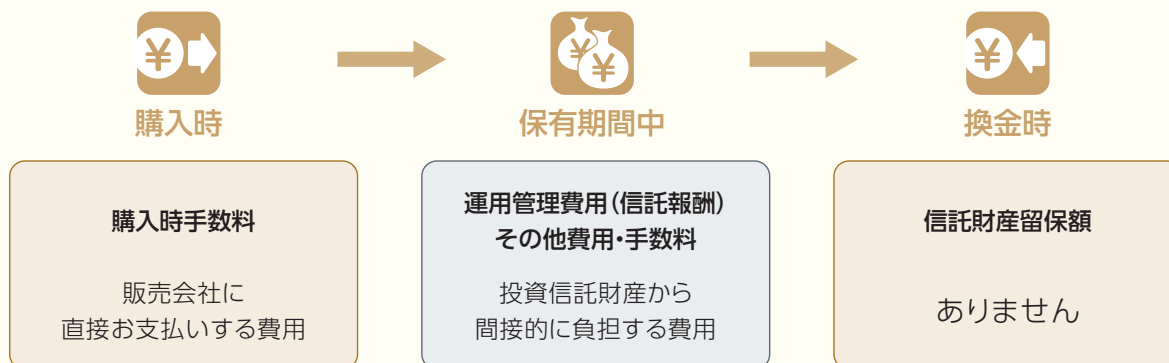 購入時
保有期間中
換金時
購入時手数料
販売会社に
直接お支払いする費用
運用管理費用(信託報酬)
その他費用・手数料
投資信託財産から
間接的に負担する費用
信託財産留保額
ありません